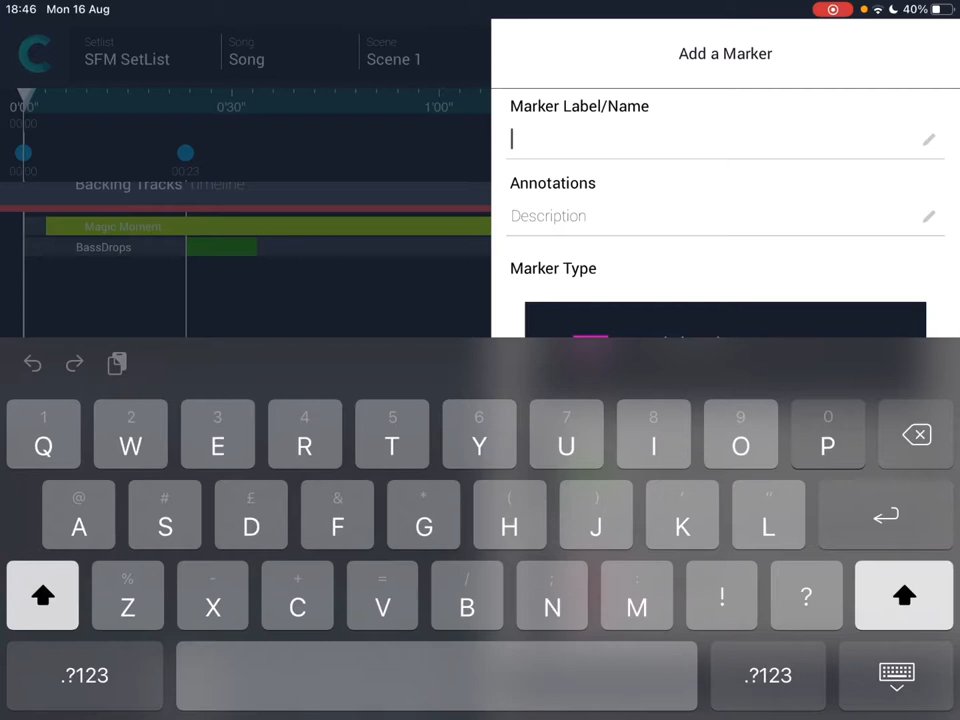 18:46 Mon 16 Aug
40%
Setlist
SFM SetList
Song
Song
Scene
Scene 1
Add a Marker
0'00" 0'30" 1'00"
00:00
00:00
00:23
Backing Tracks Timeline
Magic Moment
BassDrops
Marker Label/Name
Annotations
Description
Marker Type
1 2 3 4 5 6 7 8 9 0
Q W E R T Y U I O P
@ # £ & * ( ) ' "
A S D F G H J K L
% - + = / ; :
Z X C V B N M ! ?
.?123 .?123